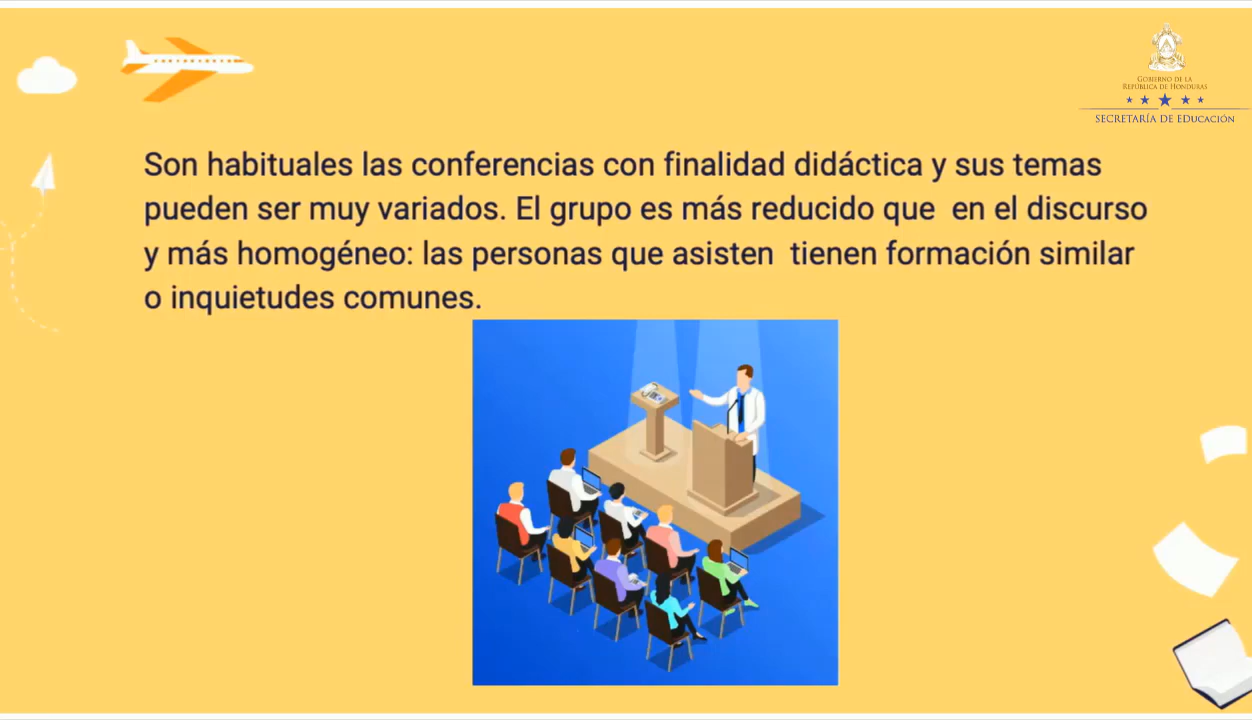 GOBIERNO DE LA
REPÚBLICA DE HONDURAS
SECRETARÍA DE EDUCACIÓN
Son habituales las conferencias con finalidad didáctica y sus temas
pueden ser muy variados. El grupo es más reducido que en el discurso
y más homogéneo: las personas que asisten tienen formación similar
o inquietudes comunes.